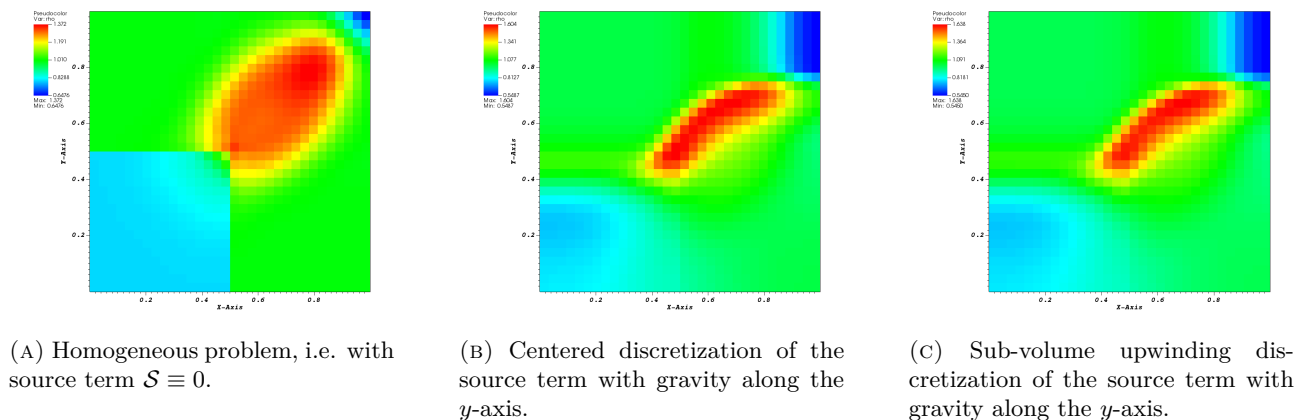 Pseudocolor
Var: rho
1.372
1.191
1.010
0.8288
0.6476
Max: 1.372
Min: 0.6476
0.8
0.6
0.4
0.2
Y-Axis
0.2 0.4 0.6 0.8
X-Axis
Pseudocolor
Var: rho
1.604
1.341
1.077
0.8127
0.5487
Max: 1.604
Min: 0.5487
0.8
0.6
0.4
0.2
Y-Axis
0.2 0.4 0.6 0.8
X-Axis
Pseudocolor
Var: rho
1.638
1.364
1.091
0.8181
0.5450
Max: 1.638
Min: 0.5450
0.8
0.6
0.4
0.2
Y-Axis
0.2 0.4 0.6 0.8
X-Axis
(A) Homogeneous problem, i.e. with
source term 𝒮 ≡ 0.
(B) Centered discretization of the
source term with gravity along the
y-axis.
(C) Sub-volume upwinding dis-
cretization of the source term with
gravity along the y-axis.